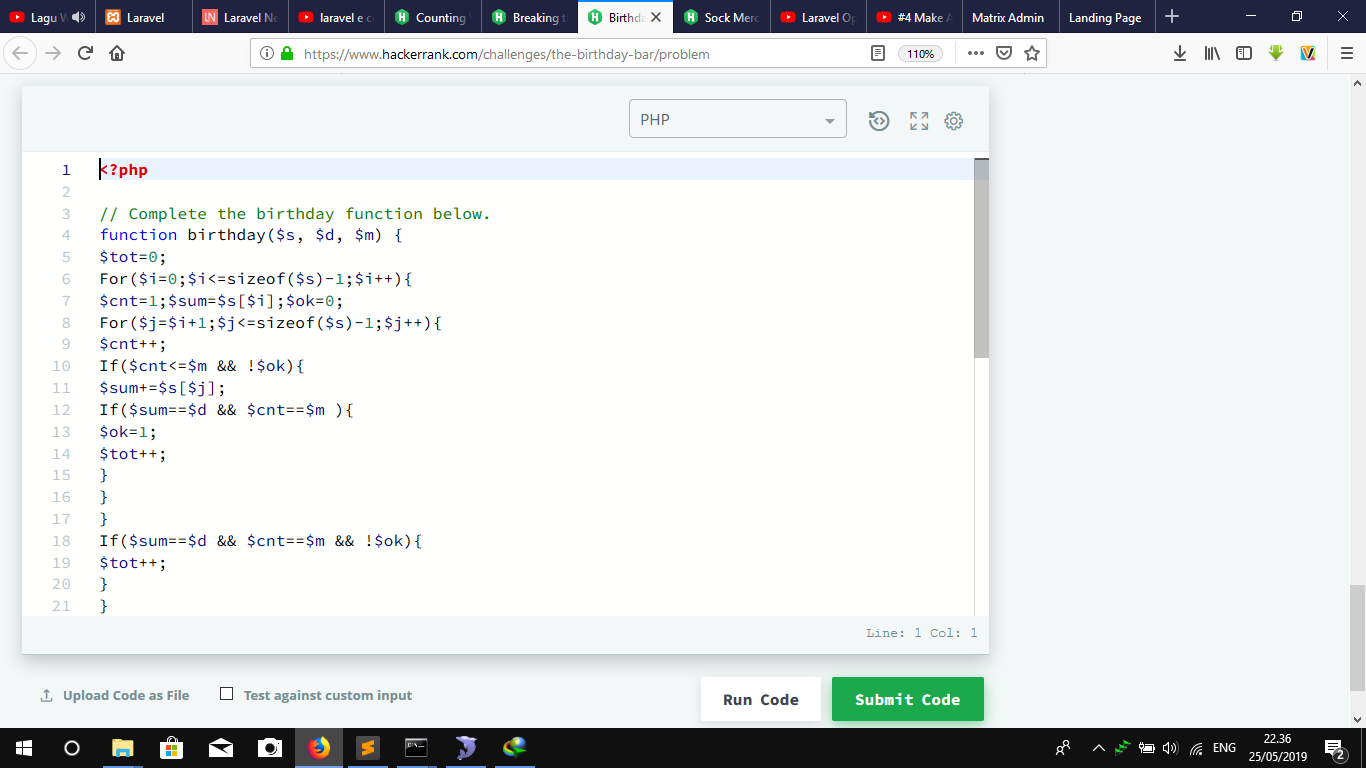 Lagu W
Laravel
LN Laravel Ne
laravel e c
Counting
Breaking t
Birthda
Sock Merc
Laravel Op
#4 Make A
Matrix Admin
Landing Page
https://www.hackerrank.com/challenges/the-birthday-bar/problem
110%
PHP
1 <?php
2
3 // Complete the birthday function below.
4 function birthday($s, $d, $m) {
5 $tot=0;
6 For($i=0;$i<=sizeof($s)-1;$i++){
7 $cnt=1;$sum=$s[$i];$ok=0;
8 For($j=$i+1;$j<=sizeof($s)-1;$j++){
9 $cnt++;
10 If($cnt<=$m && !$ok){
11 $sum+=$s[$j];
12 If($sum==$d && $cnt==$m ){
13 $ok=1;
14 $tot++;
15 }
16 }
17 }
18 If($sum==$d && $cnt==$m && !$ok){
19 $tot++;
20 }
21 }
Line: 1 Col: 1
Upload Code as File
Test against custom input
Run Code
Submit Code
ENG
22.36
25/05/2019
2